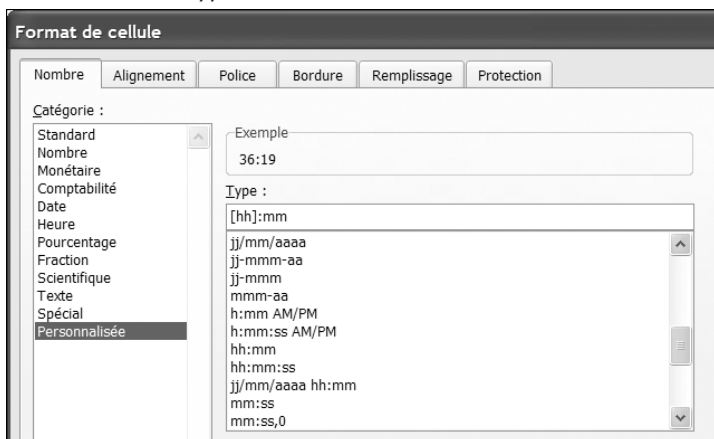 Format de cellule
Nombre Alignement Police Bordure Remplissage Protection
Catégorie :
Standard
Nombre
Monétaire
Comptabilité
Date
Heure
Pourcentage
Fraction
Scientifique
Texte
Spécial
Personnalisée
Exemple
36:19
Type :
[hh]:mm
jj/mm/aaaa
jj-mmm-aa
jj-mmm
mmm-aa
h:mm AM/PM
h:mm:ss AM/PM
hh:mm
hh:mm:ss
jj/mm/aaaa hh:mm
mm:ss
mm:ss,0